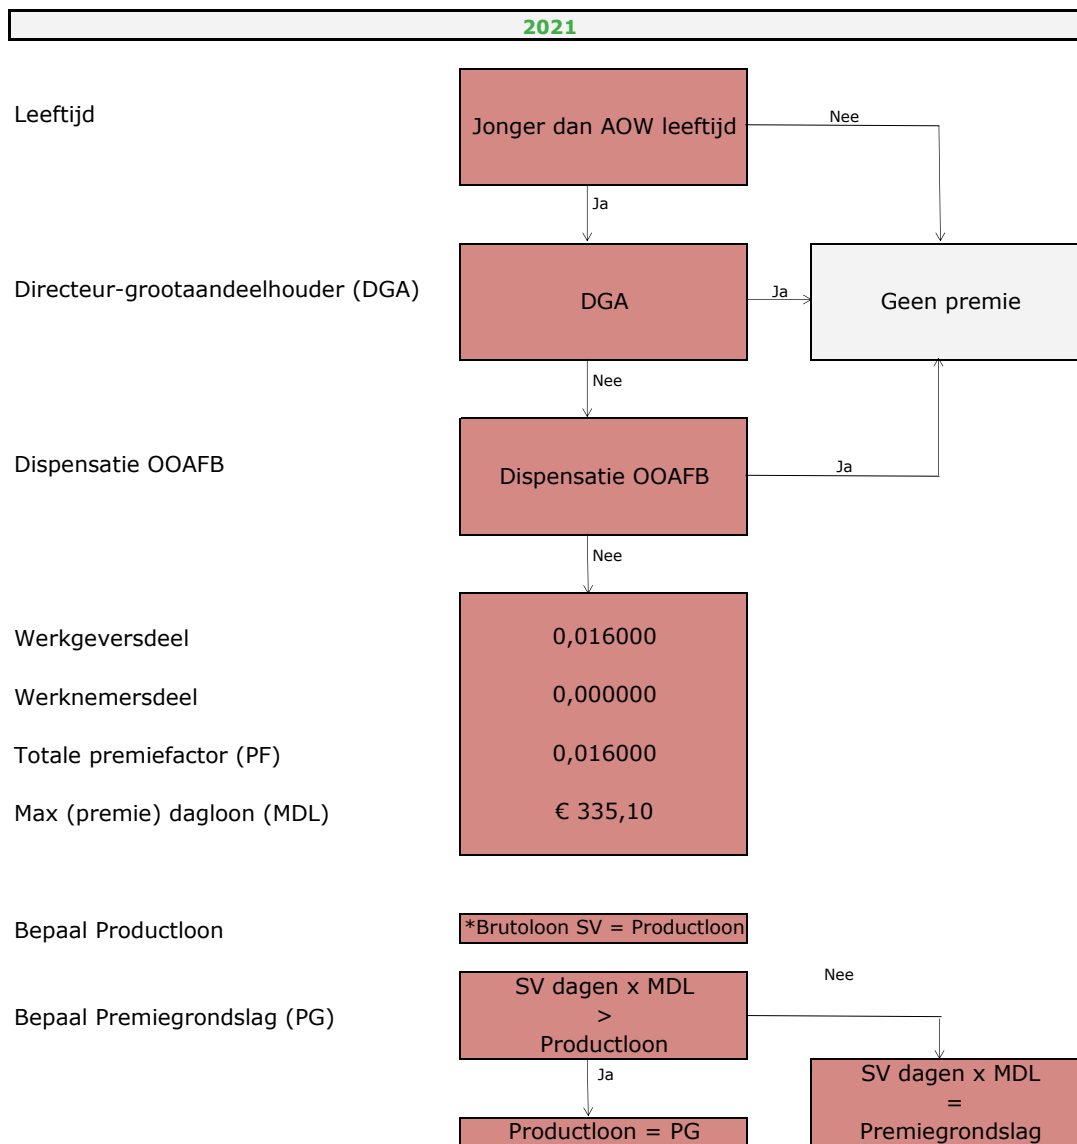 2021
Leeftijd
Jonger dan AOW leeftijd
Nee
Ja
Directeur-grootaandeelhouder (DGA)
DGA
Ja
Geen premie
Nee
Dispensatie OOAFB
Dispensatie OOAFB
Ja
Nee
Werkgeversdeel
0,016000
Werknemersdeel
0,000000
Totale premiefactor (PF)
0,016000
Max (premie) dagloon (MDL)
€ 335,10
Bepaal Productloon
*Brutoloon SV = Productloon
Bepaal Premiegrondslag (PG)
SV dagen x MDL
>
Productloon
Nee
Ja
SV dagen x MDL
=
Premiegrondslag
Productloon = PG